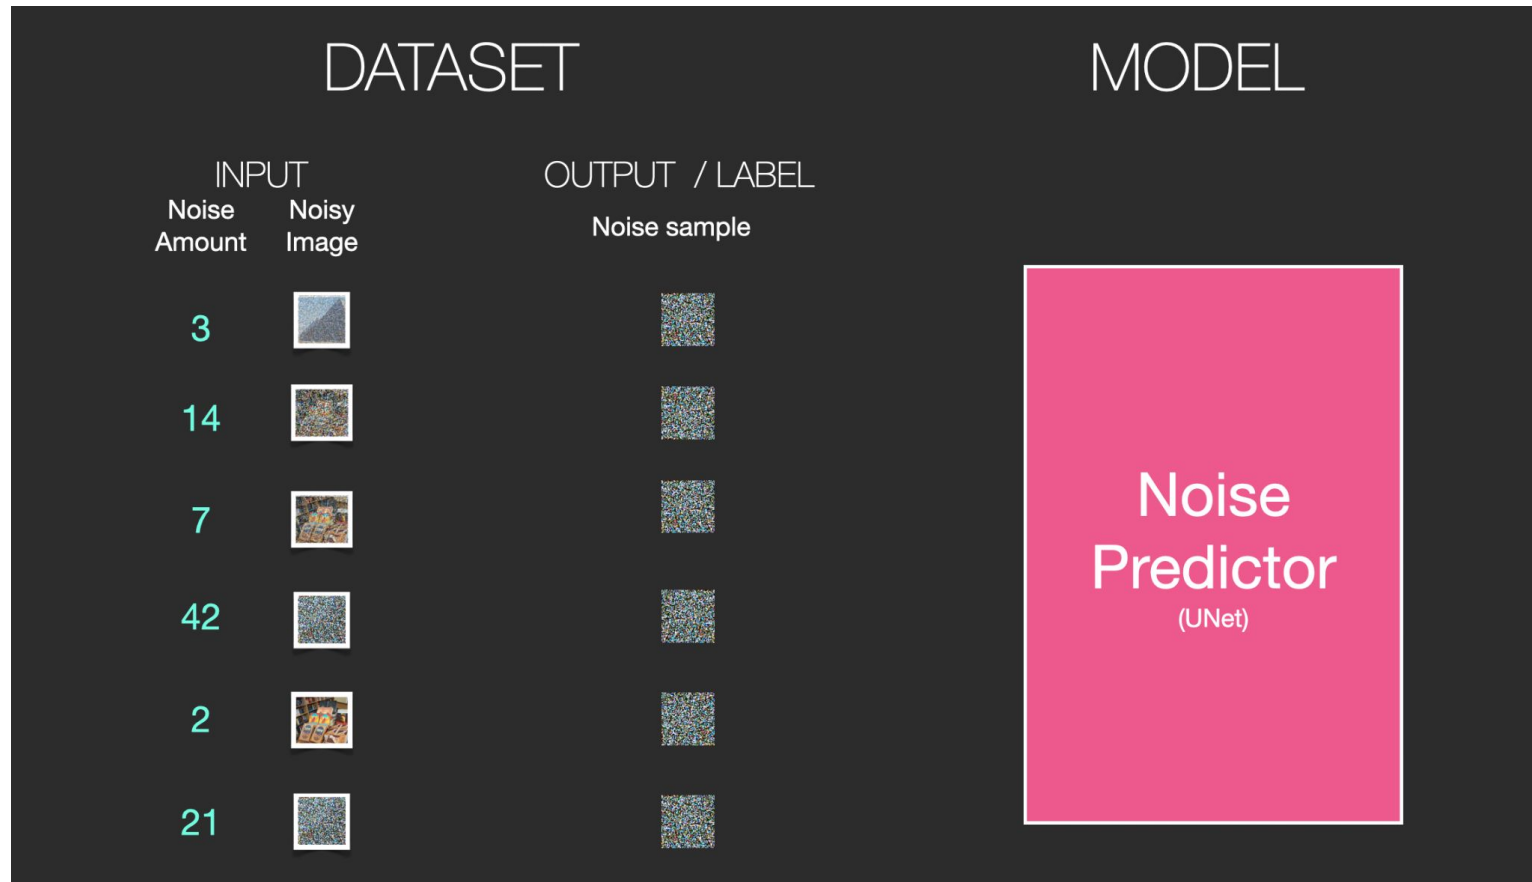 DATASET
MODEL
INPUT
OUTPUT / LABEL
Noise
Amount
Noisy
Image
Noise sample
3
14
7
42
2
21
Noise
Predictor
(UNet)